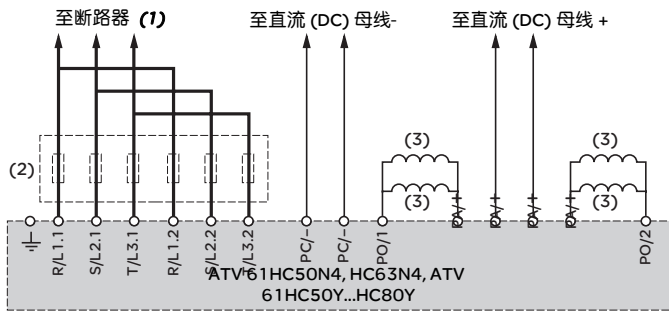 至断路器 (1)
至直流 (DC) 母线-
至直流 (DC) 母线 +
(3)
(3)
(2)
(3)
(3)
R/L1.1
S/L2.1
T/L3.1
R/L1.2
S/L2.2
T/L3.2
PC/-
PC/-
PO/1
PA/+
PA/+
PA/+
PA/+
PO/2
ATV 61HC50N4, HC63N4, ATV
61HC50Y...HC80Y